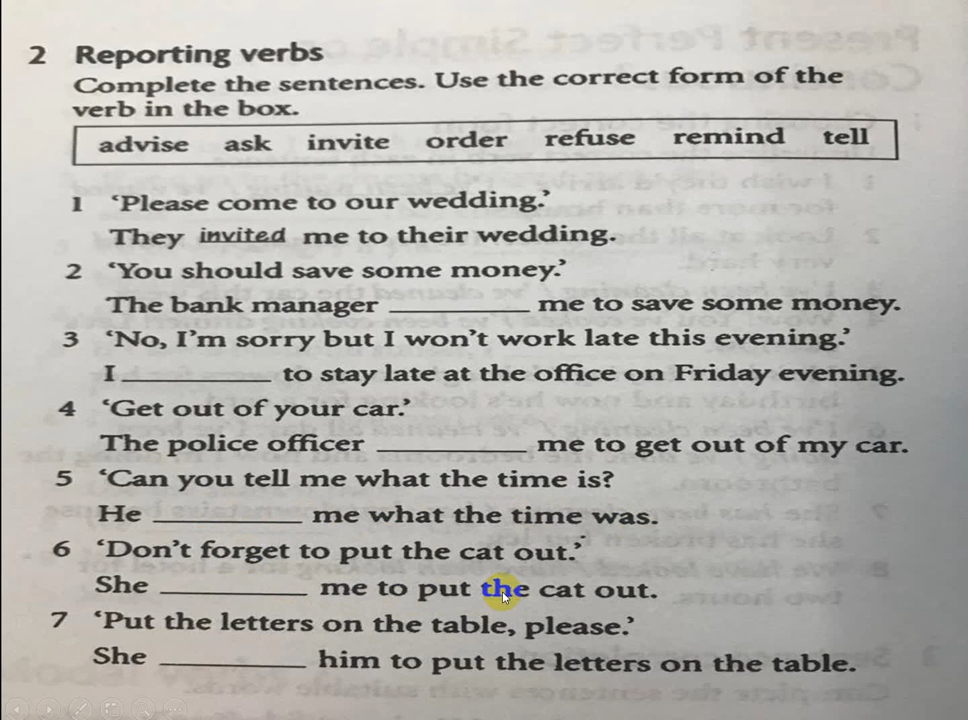 2 Reporting verbs
Complete the sentences. Use the correct form of the
verb in the box.
advise ask invite order refuse remind tell
1 ‘Please come to our wedding.’
They invited me to their wedding.
2 ‘You should save some money.’
The bank manager __________ me to save some money.
3 ‘No, I’m sorry but I won’t work late this evening.’
I __________ to stay late at the office on Friday evening.
4 ‘Get out of your car.’
The police officer __________ me to get out of my car.
5 ‘Can you tell me what the time is?
He __________ me what the time was.
6 ‘Don’t forget to put the cat out.’
She __________ me to put the cat out.
7 ‘Put the letters on the table, please.’
She __________ him to put the letters on the table.